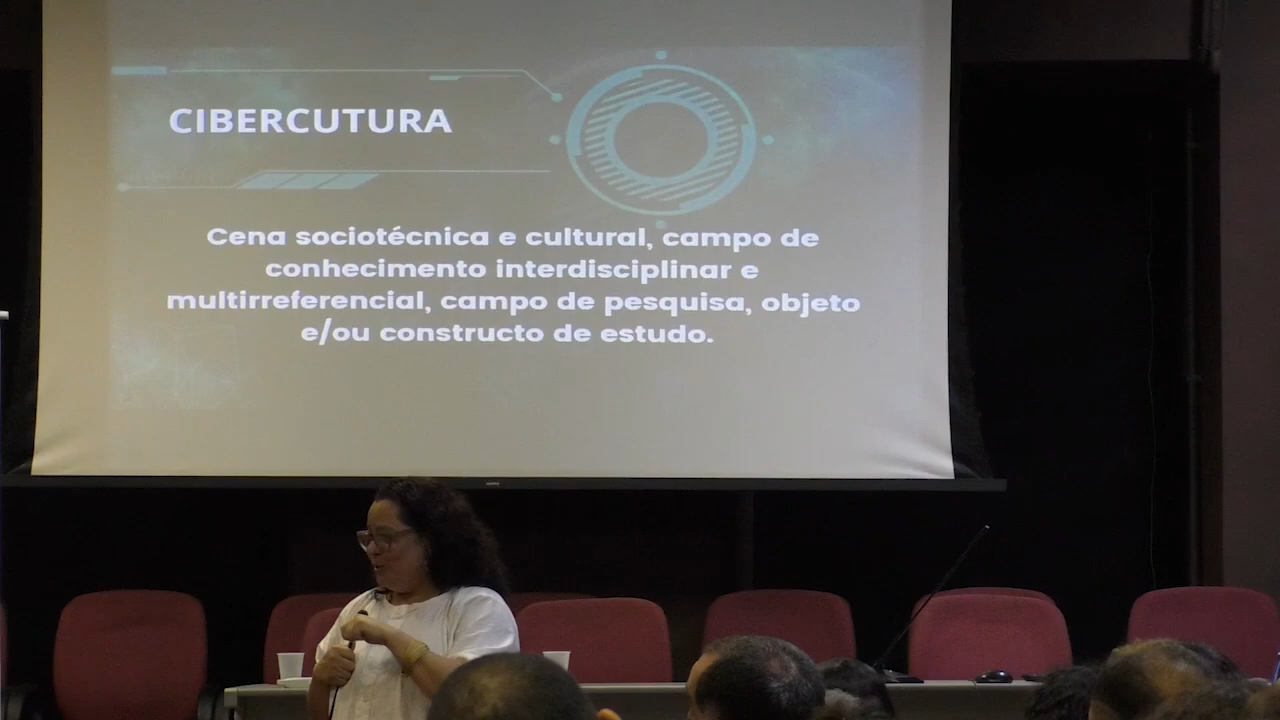 CIBERCUTURA
Cena sociotécnica e cultural, campo de
conhecimento interdisciplinar e
multirreferencial, campo de pesquisa, objeto
e/ou constructo de estudo.